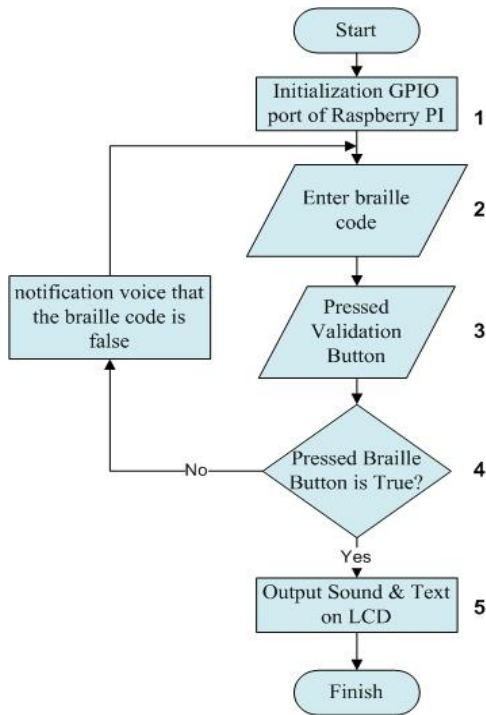 Start
Initialization GPIO
port of Raspberry PI
1
Enter braille
code
2
notification voice that
the braille code is
false
Pressed
Validation
Button
3
Pressed Braille
Button is True?
4
No
Yes
Output Sound & Text
on LCD
5
Finish